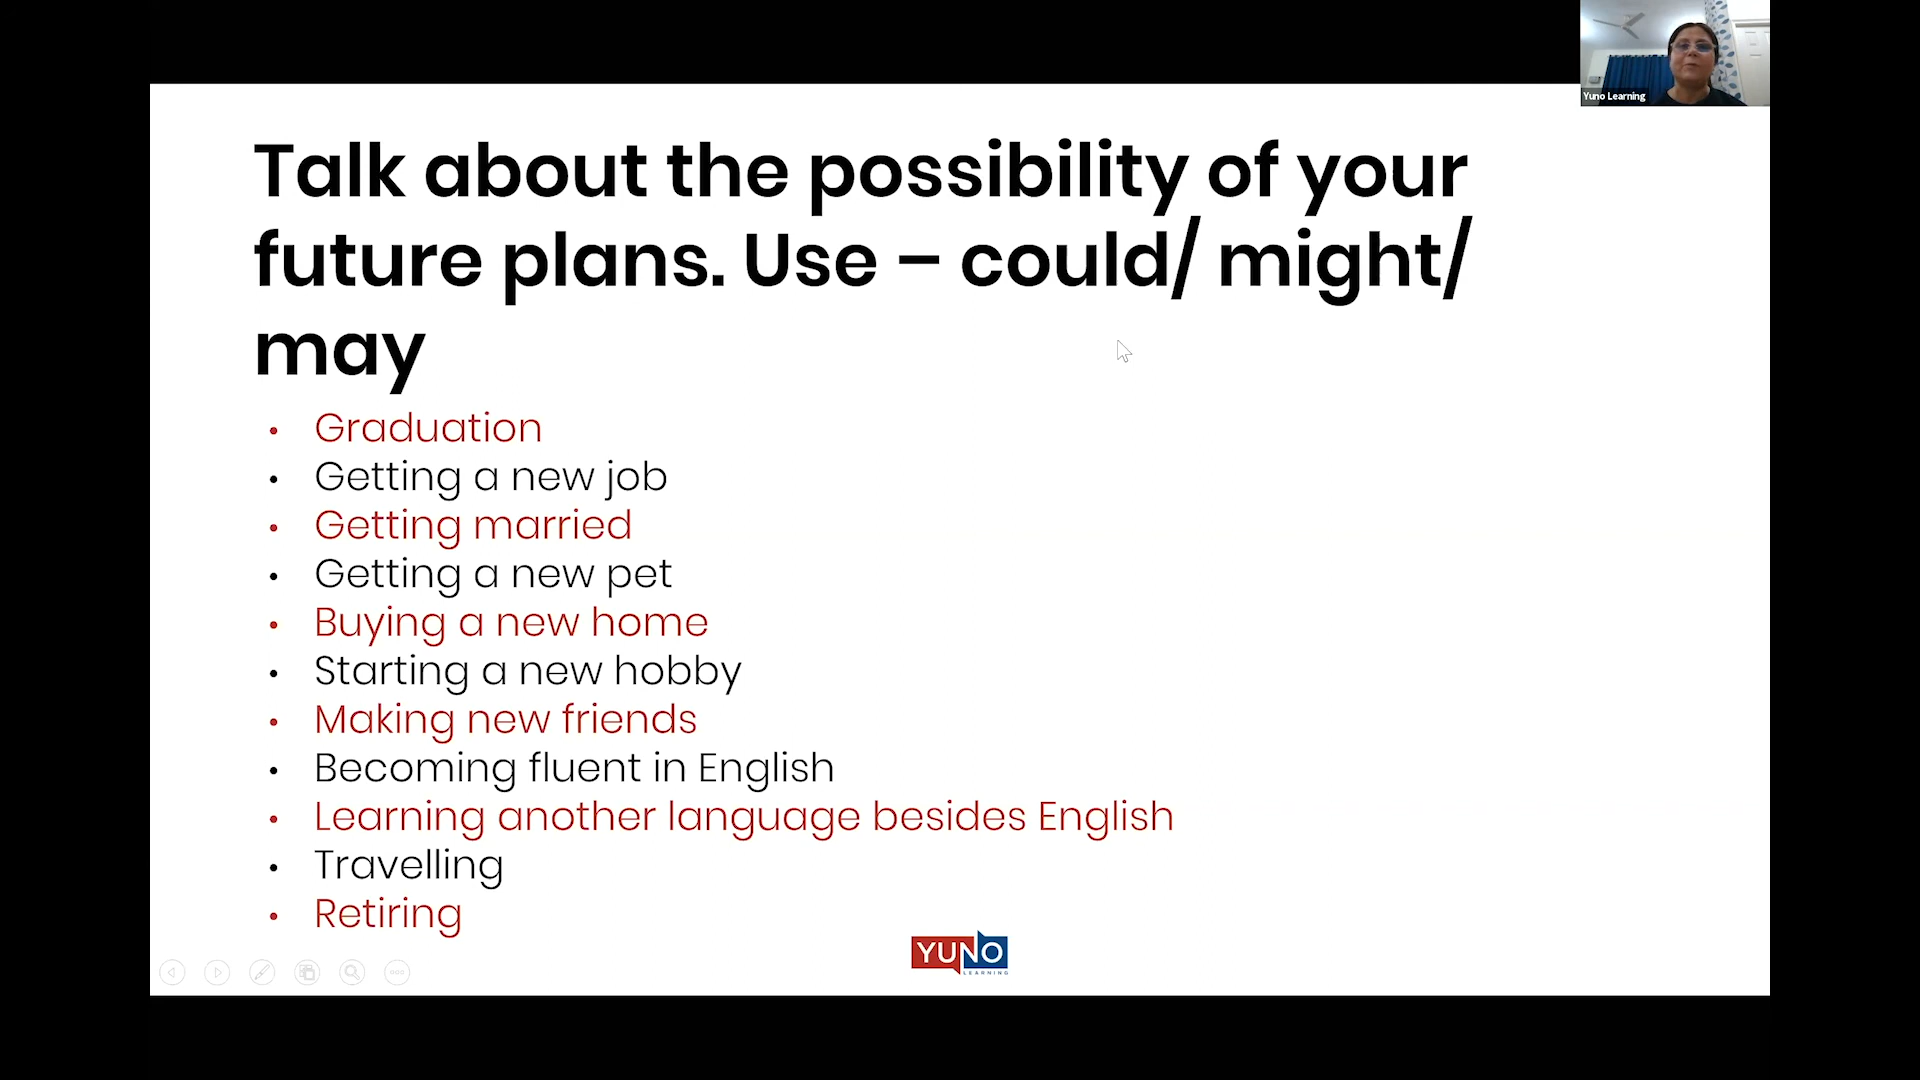 Yuno Learning
Talk about the possibility of your
future plans. Use – could/ might/
may
• Graduation
• Getting a new job
• Getting married
• Getting a new pet
• Buying a new home
• Starting a new hobby
• Making new friends
• Becoming fluent in English
• Learning another language besides English
• Travelling
• Retiring
YUNO
LEARNING